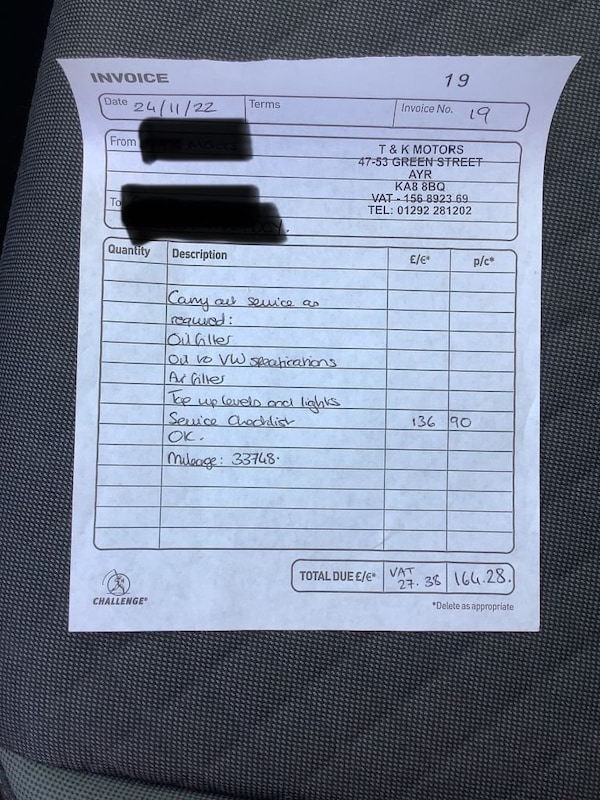 INVOICE
19
Date 24/11/22 Terms Invoice No. 19
From
T & K MOTORS
47-53 GREEN STREET
AYR
KA8 8BQ
VAT - 156 8923 69
TEL: 01292 281202
To
Quantity Description £/€* p/c*
Carry out service as
required:
Oil filter
Oil to VW specifications
Air filter
Top up levels and lights
Service Checklist 136 90
OK.
Mileage: 33748.
CHALLENGE®
TOTAL DUE £/€* VAT 27.38 164.28.
*Delete as appropriate